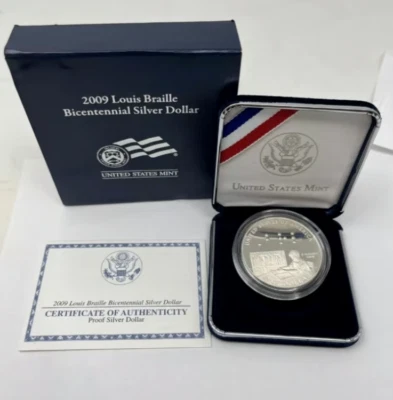 2009 Louis Braille
Bicentennial Silver Dollar
UNITED STATES MINT
UNITED STATES MINT
2009 Louis Braille Bicentennial Silver Dollar
CERTIFICATE OF AUTHENTICITY
Proof Silver Dollar